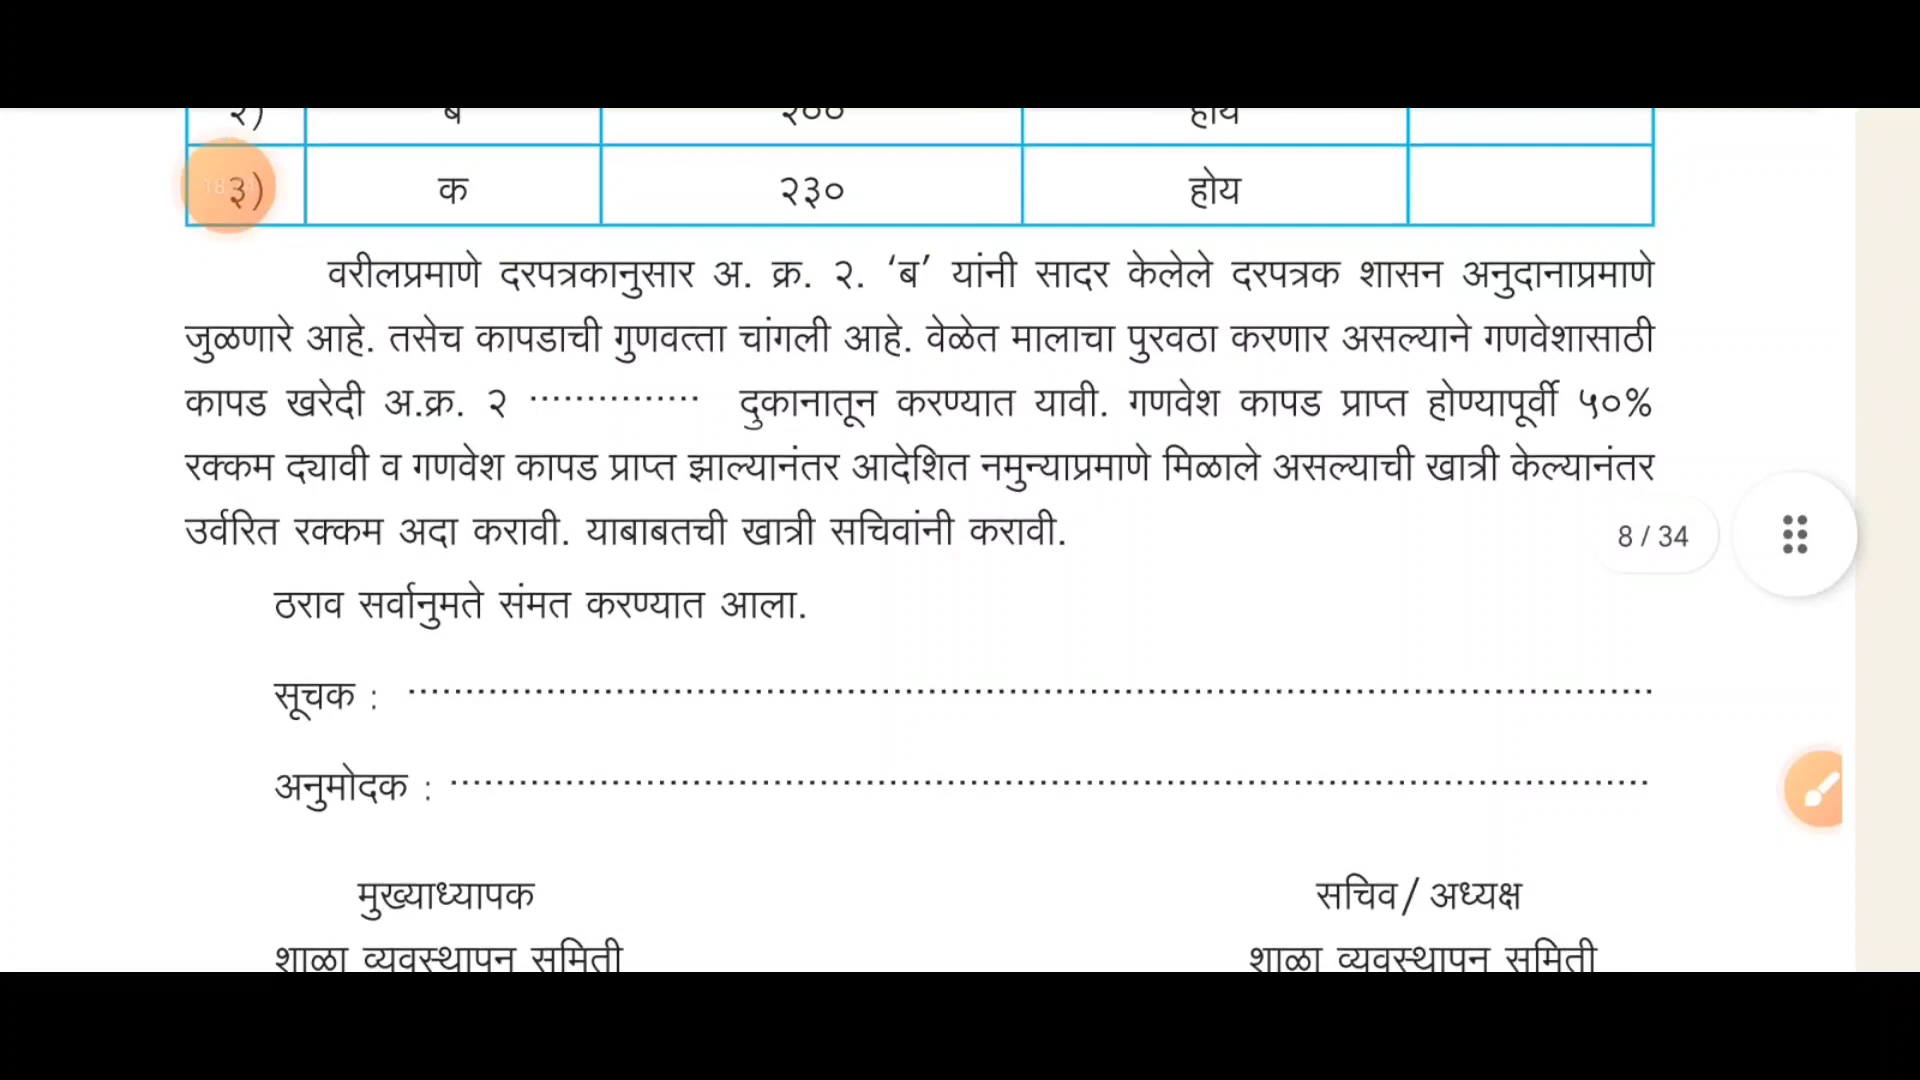 २) ब २०० होय
३) क २३० होय
वरीलप्रमाणे दरपत्रकानुसार अ. क्र. २. ‘ब’ यांनी सादर केलेले दरपत्रक शासन अनुदानाप्रमाणे
जुळणारे आहे. तसेच कापडाची गुणवत्ता चांगली आहे. वेळेत मालाचा पुरवठा करणार असल्याने गणवेशासाठी
कापड खरेदी अ.क्र. २ ............... दुकानातून करण्यात यावी. गणवेश कापड प्राप्त होण्यापूर्वी ५०%
रक्कम द्यावी व गणवेश कापड प्राप्त झाल्यानंतर आदेशित नमुन्याप्रमाणे मिळाले असल्याची खात्री केल्यानंतर
उर्वरित रक्कम अदा करावी. याबाबतची खात्री सचिवांनी करावी.
8 / 34
ठराव सर्वानुमते संमत करण्यात आला.
सूचक : ...............
अनुमोदक : ...............
मुख्याध्यापक सचिव/ अध्यक्ष
शाळा व्यवस्थापन समिती शाळा व्यवस्थापन समिती